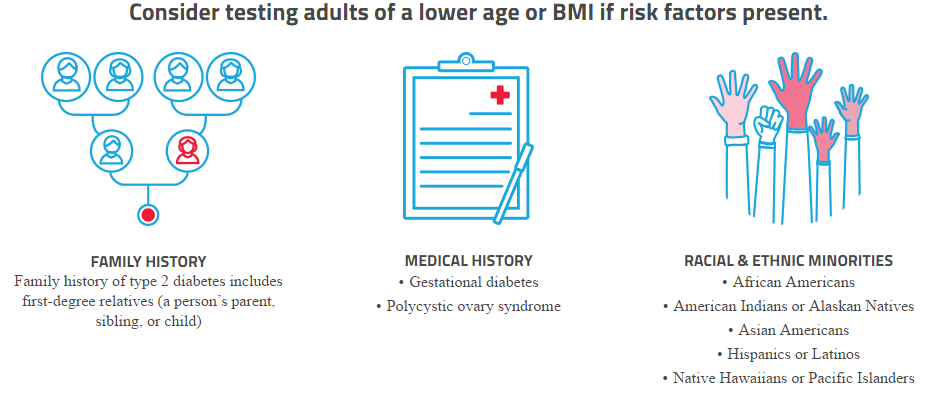 Consider testing adults of a lower age or BMI if risk factors present.
FAMILY HISTORY
Family history of type 2 diabetes includes
first-degree relatives (a person’s parent,
sibling, or child)
MEDICAL HISTORY
• Gestational diabetes
• Polycystic ovary syndrome
RACIAL & ETHNIC MINORITIES
• African Americans
• American Indians or Alaskan Natives
• Asian Americans
• Hispanics or Latinos
• Native Hawaiians or Pacific Islanders